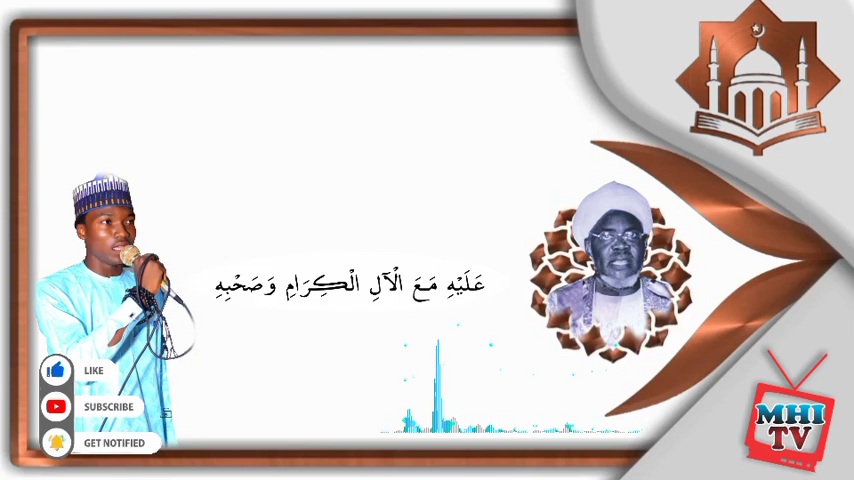 عَلَيْهِ مَعَ الْآلِ الْكِرَامِ وَصَحْبِهِ
LIKE
SUBSCRIBE
GET NOTIFIED
MHI
TV